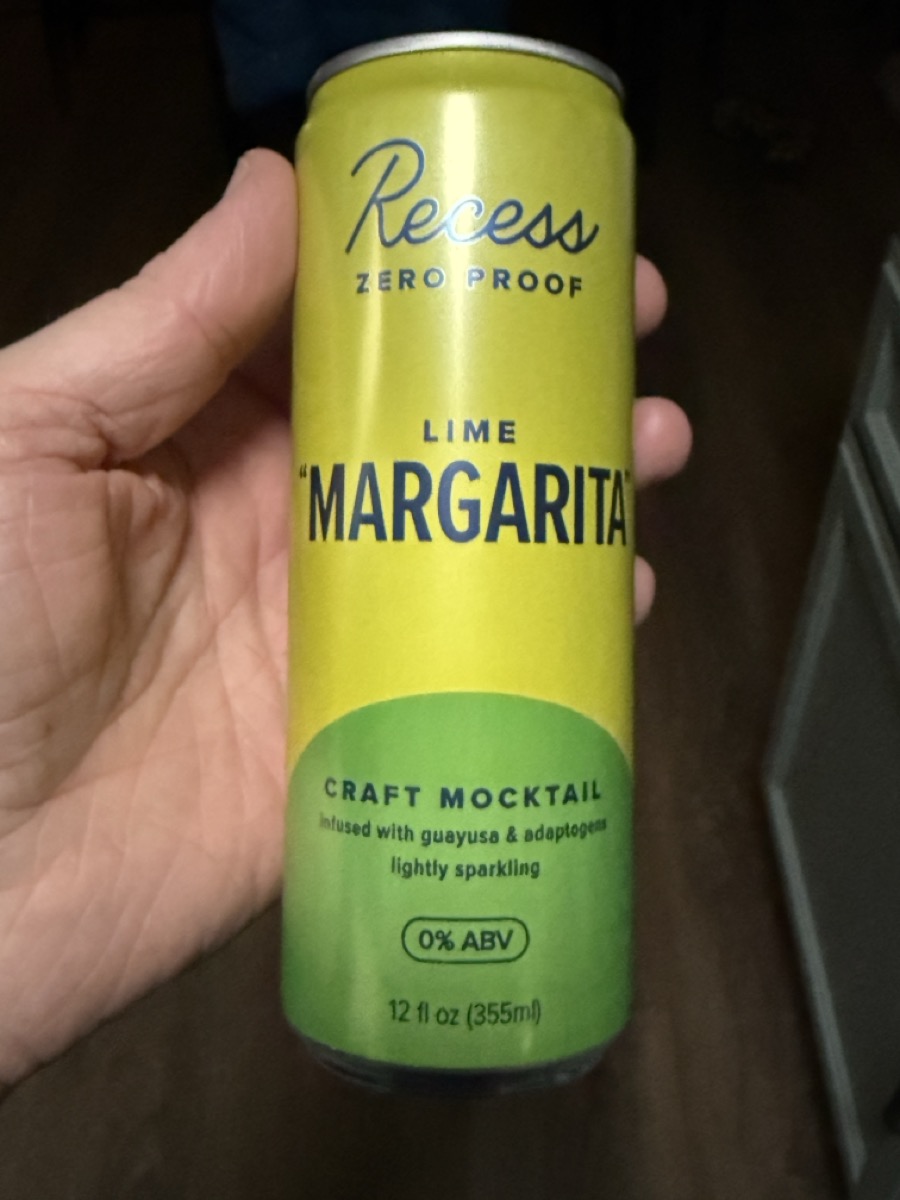 Recess
ZERO PROOF
LIME
“MARGARITA”
CRAFT MOCKTAIL
infused with guayusa & adaptogens
lightly sparkling
0% ABV
12 fl oz (355ml)